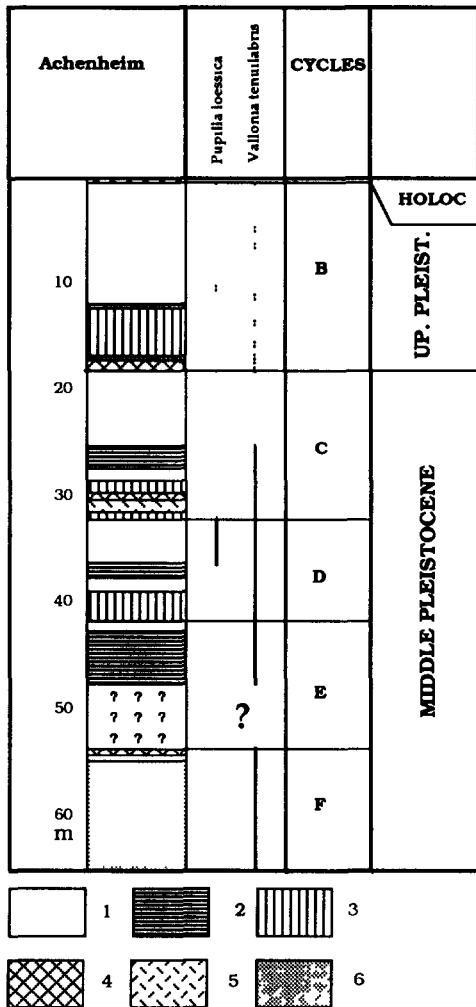 Achenheim
Pupilla loessica
Vallonia tenuilabris
CYCLES
HOLOC
UP. PLEIST.
B
10
20
C
30
MIDDLE PLEISTOCENE
D
40
E
? ? ?
? ? ?
? ? ?
50
?
F
60
m
1
2
3
4
5
6